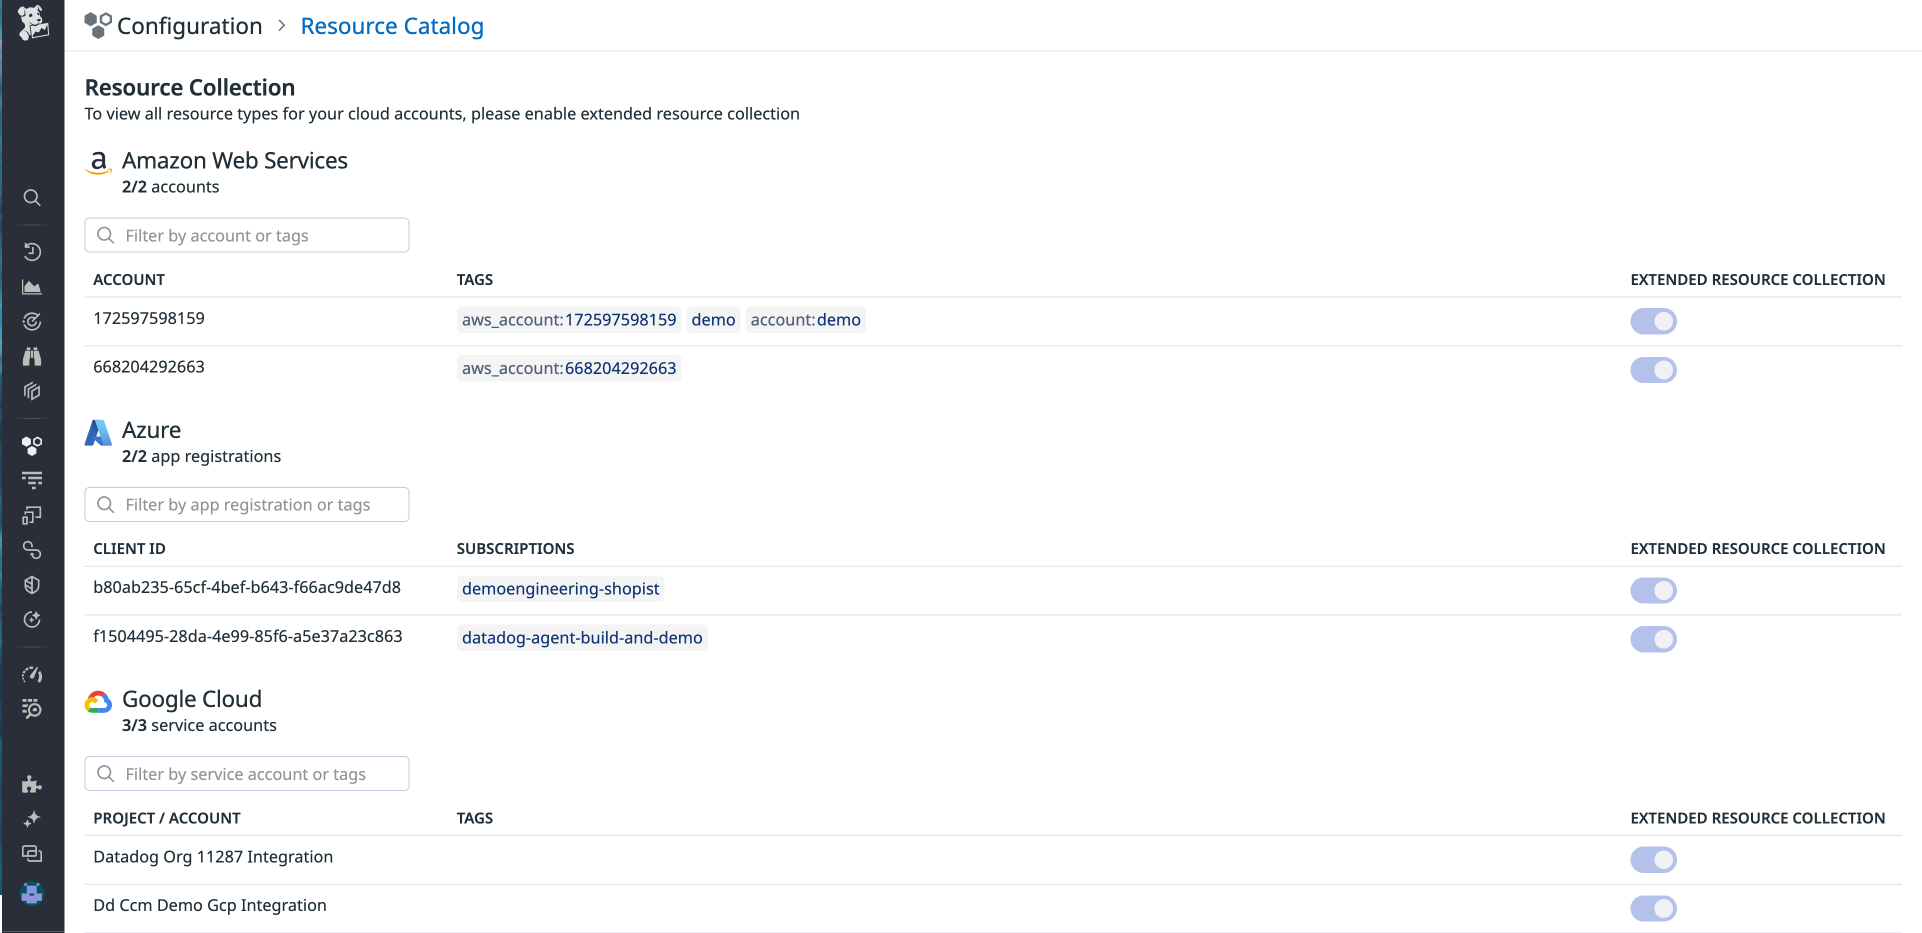 Configuration > Resource Catalog
Resource Collection
To view all resource types for your cloud accounts, please enable extended resource collection
Amazon Web Services
2/2 accounts
Filter by account or tags
ACCOUNT TAGS EXTENDED RESOURCE COLLECTION
172597598159 aws_account:172597598159 demo account:demo
668204292663 aws_account:668204292663
Azure
2/2 app registrations
Filter by app registration or tags
CLIENT ID SUBSCRIPTIONS EXTENDED RESOURCE COLLECTION
b80ab235-65cf-4bef-b643-f66ac9de47d8 demoengineering-shopist
f1504495-28da-4e99-85f6-a5e37a23c863 datadog-agent-build-and-demo
Google Cloud
3/3 service accounts
Filter by service account or tags
PROJECT / ACCOUNT TAGS EXTENDED RESOURCE COLLECTION
Datadog Org 11287 Integration
Dd Ccm Demo Gcp Integration